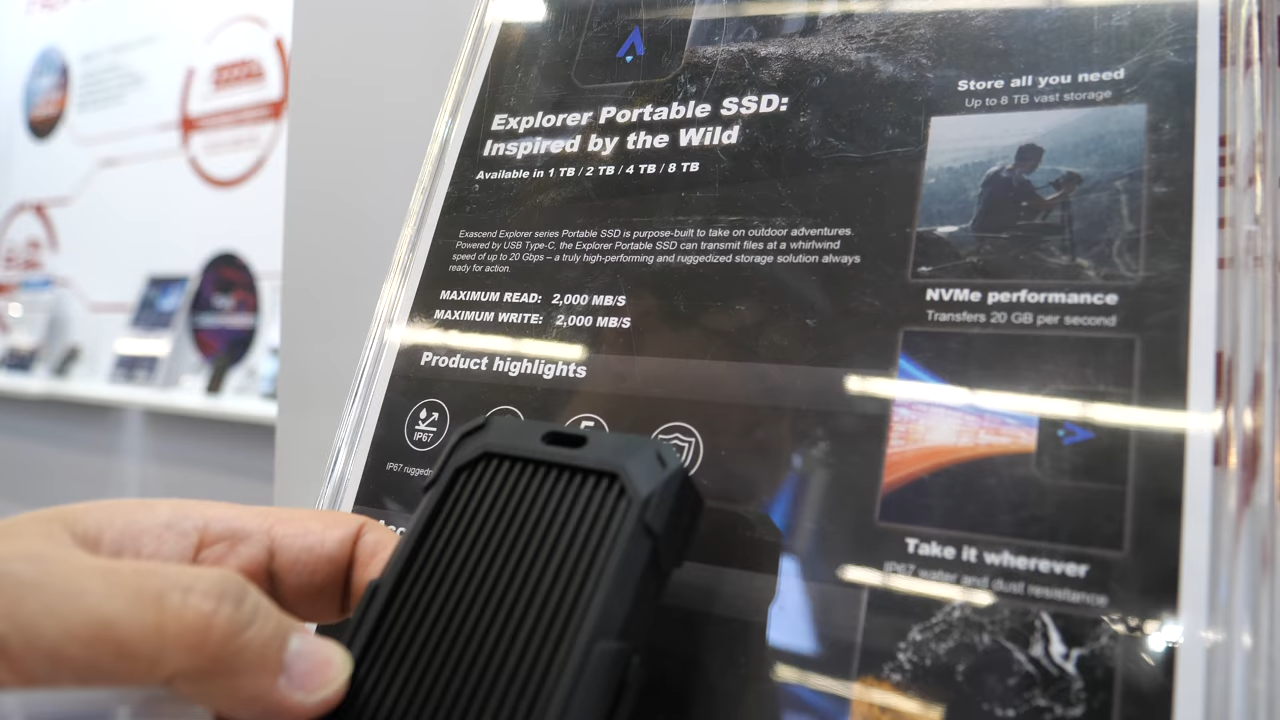 Explorer Portable SSD:
Inspired by the Wild
Available in 1 TB / 2 TB / 4 TB / 8 TB
Exascend Explorer series Portable SSD is purpose-built to take on outdoor adventures.
Powered by USB Type-C, the Explorer Portable SSD can transmit files at a whirlwind
speed of up to 20 Gbps – a truly high-performing and ruggedized storage solution always
ready for action.
MAXIMUM READ: 2,000 MB/S
MAXIMUM WRITE: 2,000 MB/S
Product highlights
IP67
IP67
Store all you need
Up to 8 TB vast storage
NVMe performance
Transfers 20 GB per second
Take it wherever
IP67 water and dust resistance